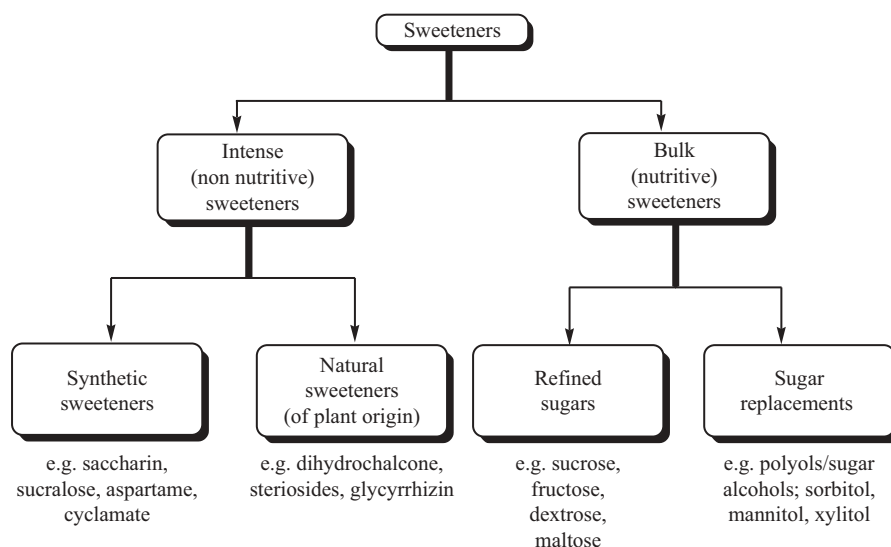 Sweeteners
Intense
(non nutritive)
sweeteners
Bulk
(nutritive)
sweeteners
Synthetic
sweeteners
Natural
sweeteners
(of plant origin)
Refined
sugars
Sugar
replacements
e.g. saccharin,
sucralose, aspartame,
cyclamate
e.g. dihydrochalcone,
steriosides, glycyrrhizin
e.g. sucrose,
fructose,
dextrose,
maltose
e.g. polyols/sugar
alcohols; sorbitol,
mannitol, xylitol